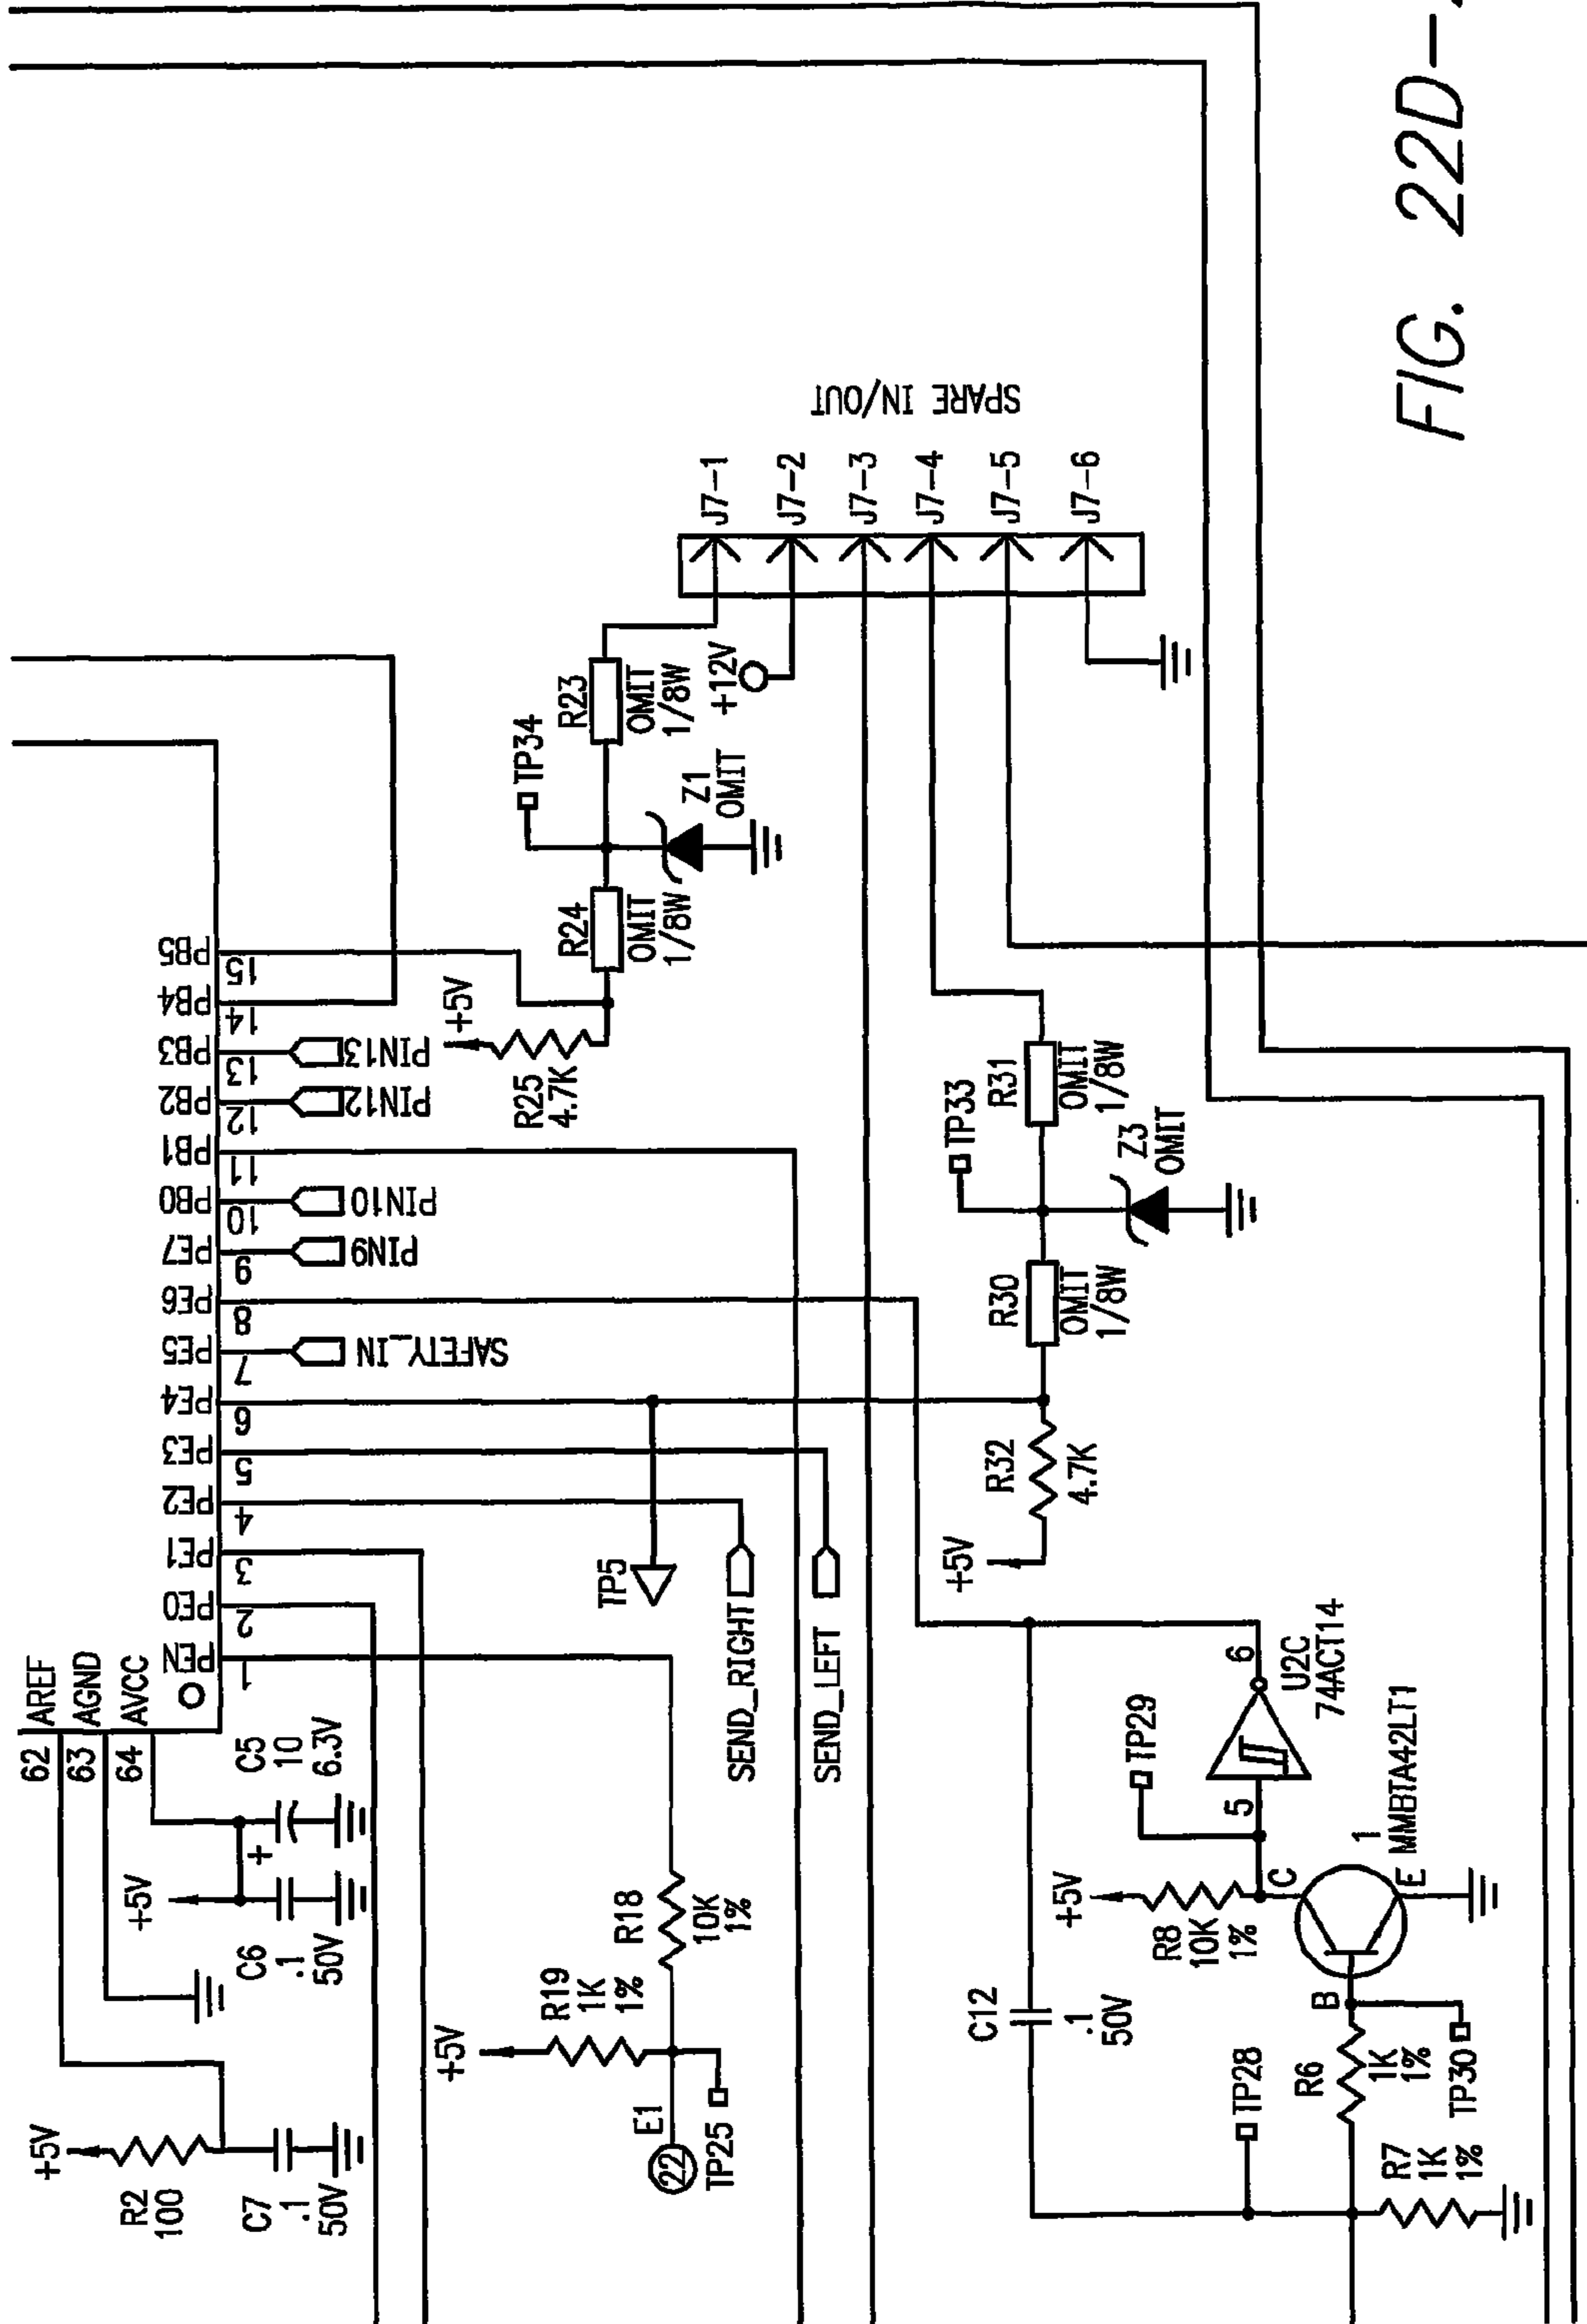 62 AREF
63 AGND
64 AVCC
+5V
R2
100
C7
.1
50V
+5V
C6
.1
50V
C5
10
6.3V
+
PEN
1
PE0
2
PE1
3
PE2
4
PE3
5
PE4
6
PE5
7
PE6
8
PE7
9
PB0
10
PB1
11
PB2
12
PB3
13
PB4
14
PB5
15
SAFETY_IN
PIN9
PIN10
PIN12
PIN13
+5V
R19
1K
1%
R18
10K
1%
E1
22
TP25
TP5
SEND_RIGHT
SEND_LEFT
+5V
R25
4.7K
R24
OMIT
1/8W
TP34
Z1
OMIT
R23
OMIT
1/8W
+12V
J7-1
J7-2
J7-3
J7-4
J7-5
J7-6
SPARE IN/OUT
+5V
R32
4.7K
R30
OMIT
1/8W
TP33
Z3
OMIT
R31
OMIT
1/8W
C12
.1
50V
TP28
R7
1K
1%
R6
1K
1%
TP30
B
C
E
1
MMBTA42LT1
+5V
R8
10K
1%
TP29
5
6
U2C
74ACT14
FIG. 22D-